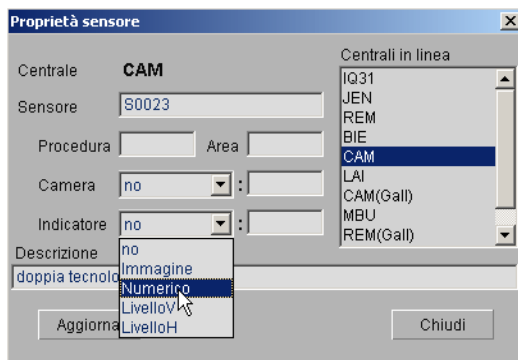 Proprietà sensore
Centrale CAM
Sensore S0023
Procedura Area
Camera no :
Indicatore no :
no
Immagine
Numerico
LivelloV
LivelloH
Descrizione
doppia tecnolo
Aggiorna
Centrali in linea
IQ31
JEN
REM
BIE
CAM
LAI
CAM(Gall)
MBU
REM(Gall)
Chiudi